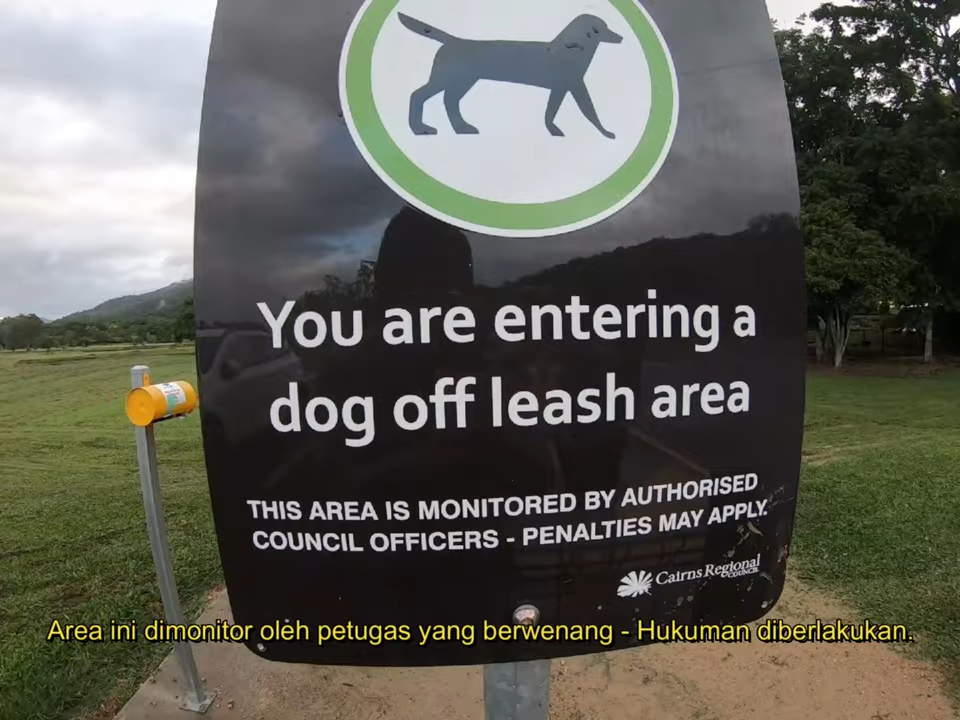 You are entering a
dog off leash area
THIS AREA IS MONITORED BY AUTHORISED
COUNCIL OFFICERS - PENALTIES MAY APPLY.
Cairns Regional
COUNCIL
Area ini dimonitor oleh petugas yang berwenang - Hukuman diberlakukan.